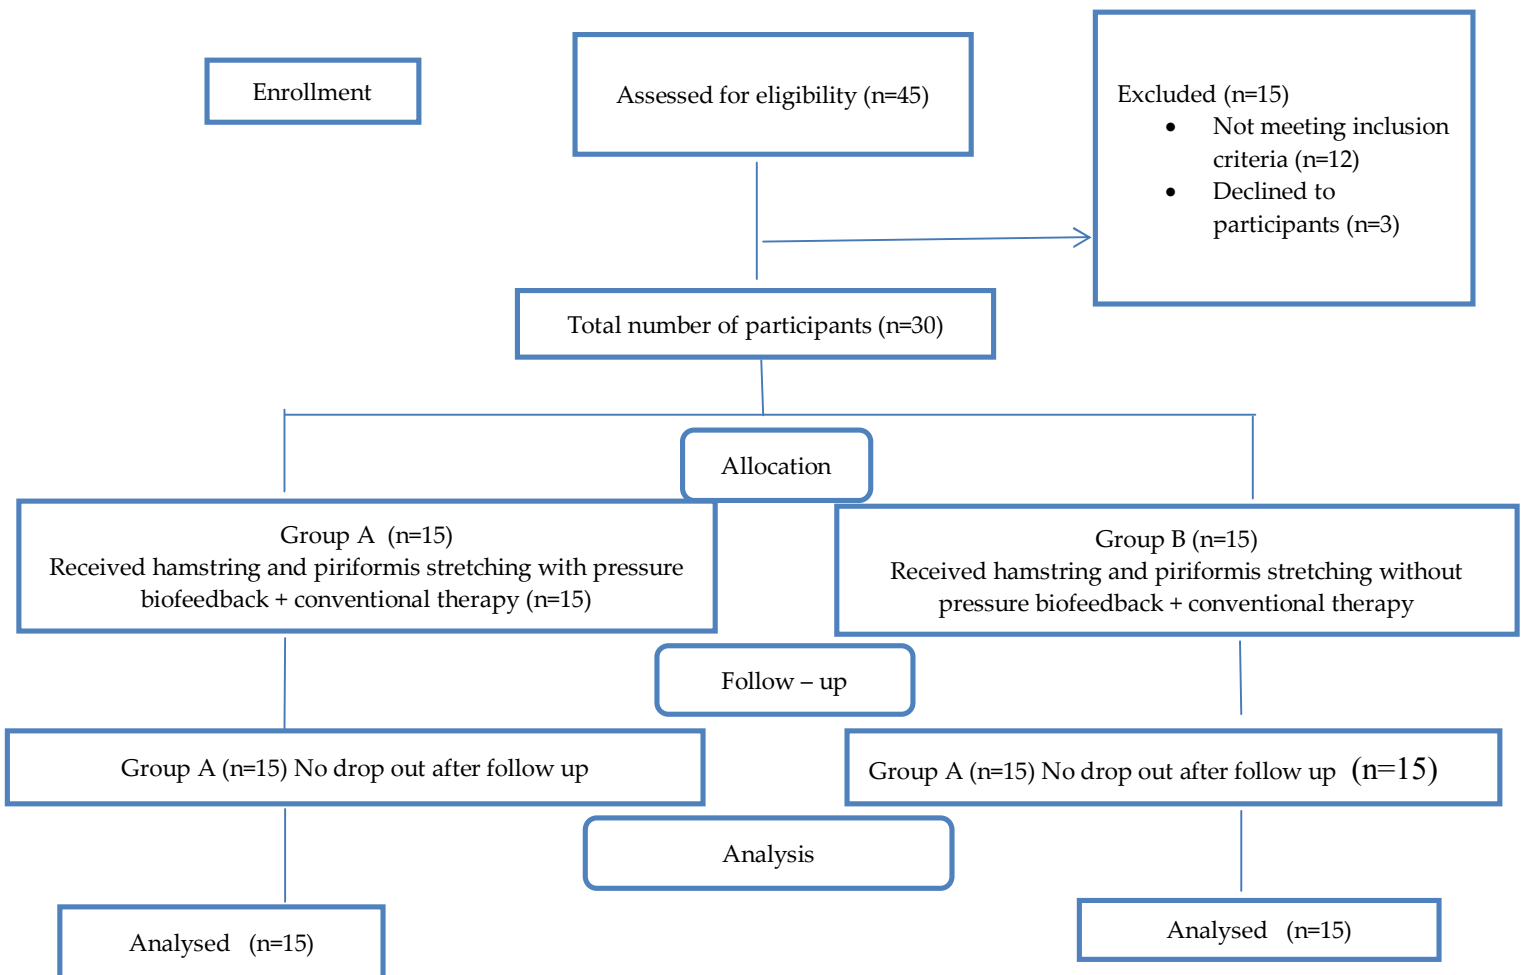 Enrollment
Assessed for eligibility (n=45)
Excluded (n=15)
• Not meeting inclusion
criteria (n=12)
• Declined to
participants (n=3)
Total number of participants (n=30)
Allocation
Group A (n=15)
Received hamstring and piriformis stretching with pressure
biofeedback + conventional therapy (n=15)
Group B (n=15)
Received hamstring and piriformis stretching without
pressure biofeedback + conventional therapy
Follow – up
Group A (n=15) No drop out after follow up
Group A (n=15) No drop out after follow up (n=15)
Analysis
Analysed (n=15)
Analysed (n=15)